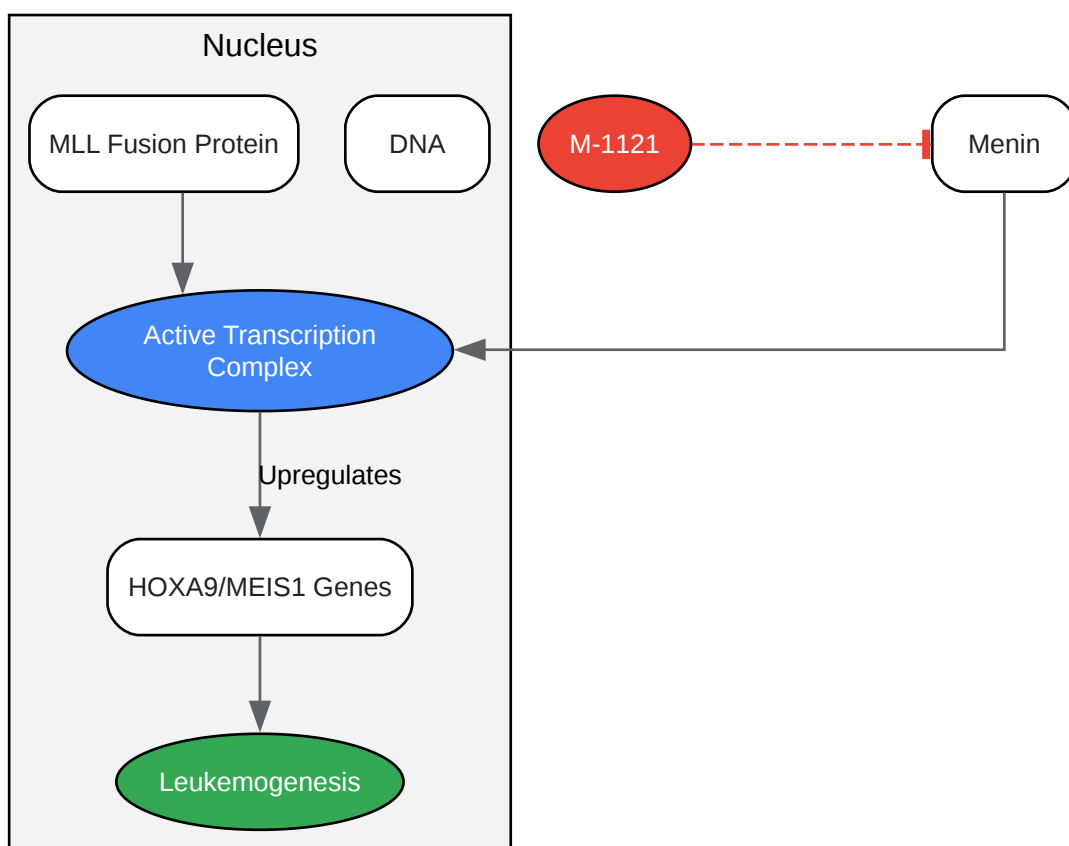 Nucleus
MLL Fusion Protein
DNA
M-1121
Menin
Active Transcription
Complex
Upregulates
HOXA9/MEIS1 Genes
Leukemogenesis